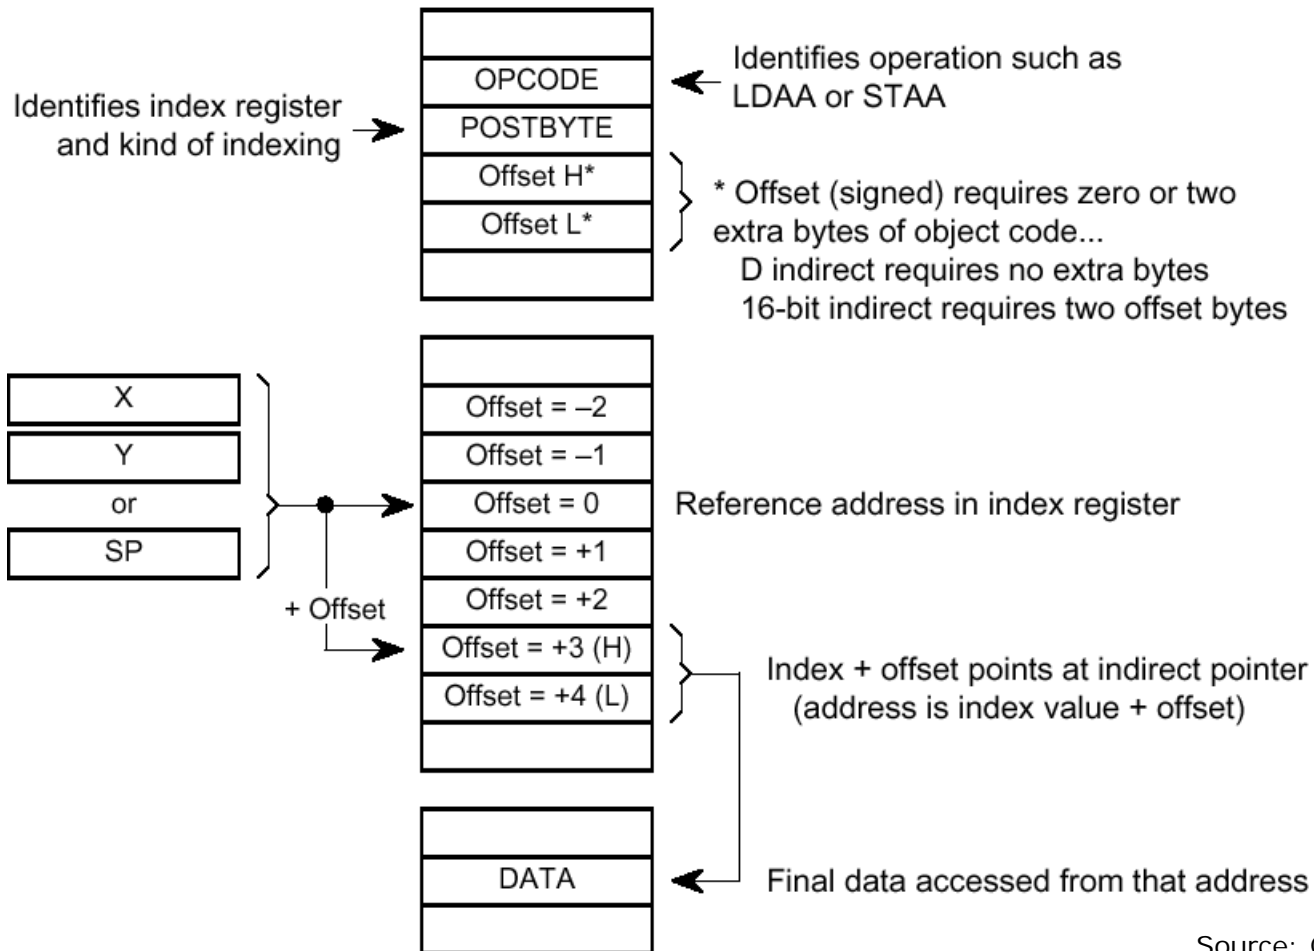 Identifies operation such as
LDAA or STAA
OPCODE
Identifies index register
and kind of indexing
POSTBYTE
Offset H*
Offset L*
* Offset (signed) requires zero or two
extra bytes of object code...
D indirect requires no extra bytes
16-bit indirect requires two offset bytes
X
Y
or
SP
+ Offset
Offset = –2
Offset = –1
Offset = 0
Reference address in index register
Offset = +1
Offset = +2
Offset = +3 (H)
Offset = +4 (L)
Index + offset points at indirect pointer
(address is index value + offset)
DATA
Final data accessed from that address
Source: